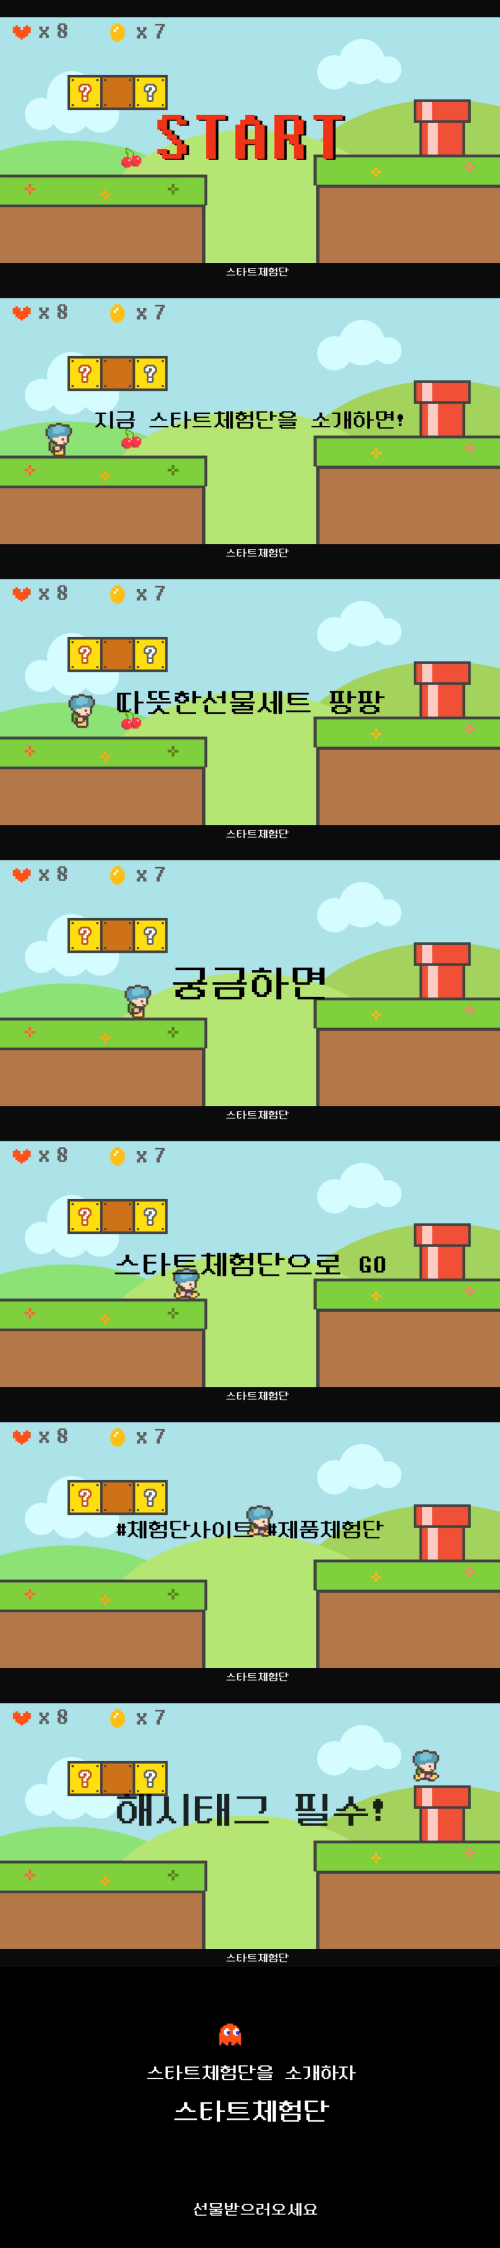 x 8 x 7
? ?
START
스타트체험단
x 8 x 7
? ?
지금 스타트체험단을 소개하면!
스타트체험단
x 8 x 7
? ?
따뜻한선물세트 팡팡
스타트체험단
x 8 x 7
? ?
궁금하면
스타트체험단
x 8 x 7
? ?
스타트체험단으로 GO
스타트체험단
x 8 x 7
? ?
#체험단사이트 #제품체험단
스타트체험단
x 8 x 7
? ?
해시태그 필수!
스타트체험단
스타트체험단을 소개하자
스타트체험단
선물받으러오세요